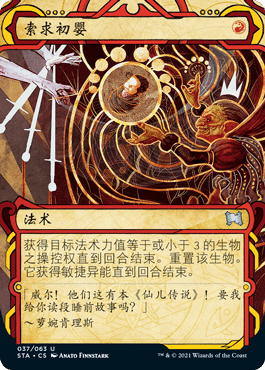 索求初婴
法术
获得目标法术力值等于或小于 3 的生物
之操控权直到回合结束。重置该生物。
它获得敏捷异能直到回合结束。
「威尔！他们这有本《仙儿传说》！要我
给你读段睡前故事吗？」
~萝婉肯理斯
037/063 U
STA • CS ANATO FINNSTARK
™ & © 2021 Wizards of the Coast